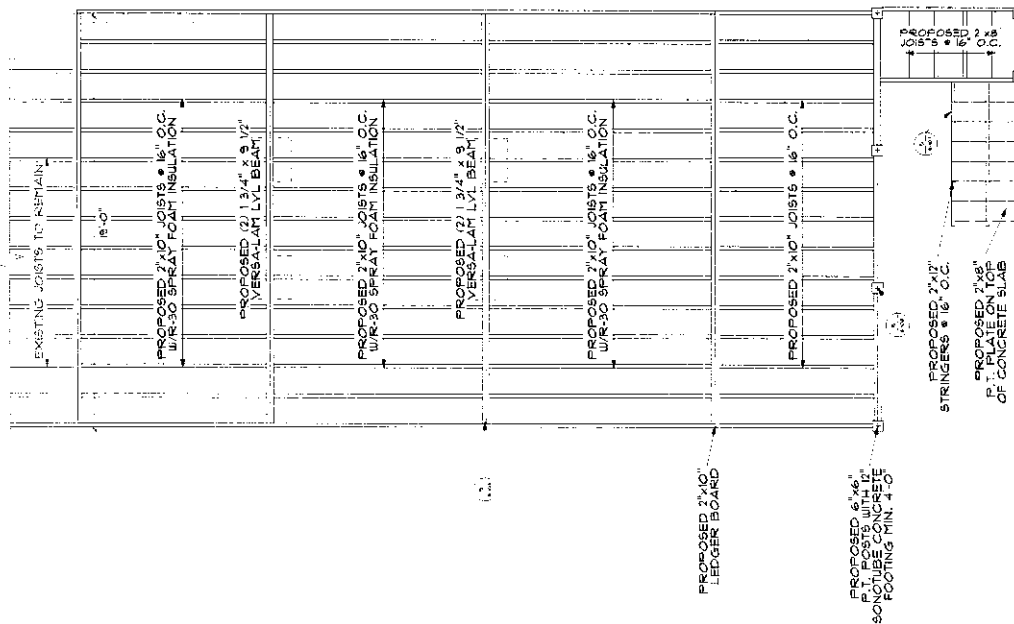 EXISTING JOISTS TO REMAIN
PROPOSED 2"x10" JOISTS @ 16" O.C.
W/R-30 SPRAY FOAM INSULATION
PROPOSED (2) 1 3/4" x 9 1/2"
VERSA-LAM LVL BEAM
PROPOSED 2"x10" JOISTS @ 16" O.C.
W/R-30 SPRAY FOAM INSULATION
PROPOSED (2) 1 3/4" x 9 1/2"
VERSA-LAM LVL BEAM
PROPOSED 2"x10" JOISTS @ 16" O.C.
W/R-30 SPRAY FOAM INSULATION
PROPOSED 2"x10" JOISTS @ 16" O.C.
PROPOSED 2"x8"
JOISTS @ 16" O.C.
PROPOSED 2"x10"
LEDGER BOARD
PROPOSED 6"x6"
P.T. POSTS WITH 12"
SONOTUBE CONCRETE
FOOTING MIN. 4'-0"
PROPOSED 2"x12"
STRINGERS @ 16" O.C.
PROPOSED 2"x8"
P.T. PLATE ON TOP
OF CONCRETE SLAB